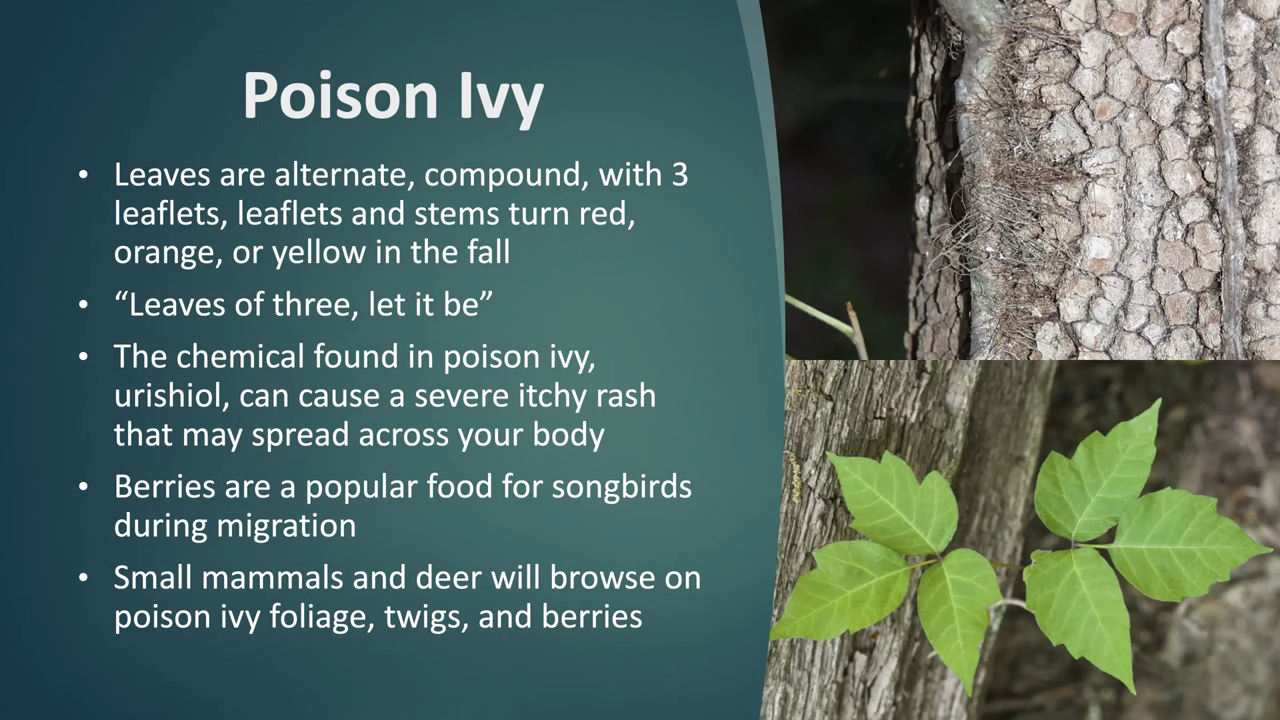 Poison Ivy
• Leaves are alternate, compound, with 3
leaflets, leaflets and stems turn red,
orange, or yellow in the fall
• “Leaves of three, let it be”
• The chemical found in poison ivy,
urishiol, can cause a severe itchy rash
that may spread across your body
• Berries are a popular food for songbirds
during migration
• Small mammals and deer will browse on
poison ivy foliage, twigs, and berries